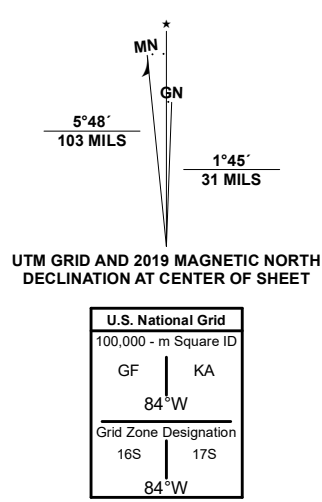 ★
MN
GN
5°48´
103 MILS
1°45´
31 MILS
UTM GRID AND 2019 MAGNETIC NORTH
DECLINATION AT CENTER OF SHEET
U.S. National Grid
100,000 - m Square ID
GF KA
84°W
Grid Zone Designation
16S 17S
84°W